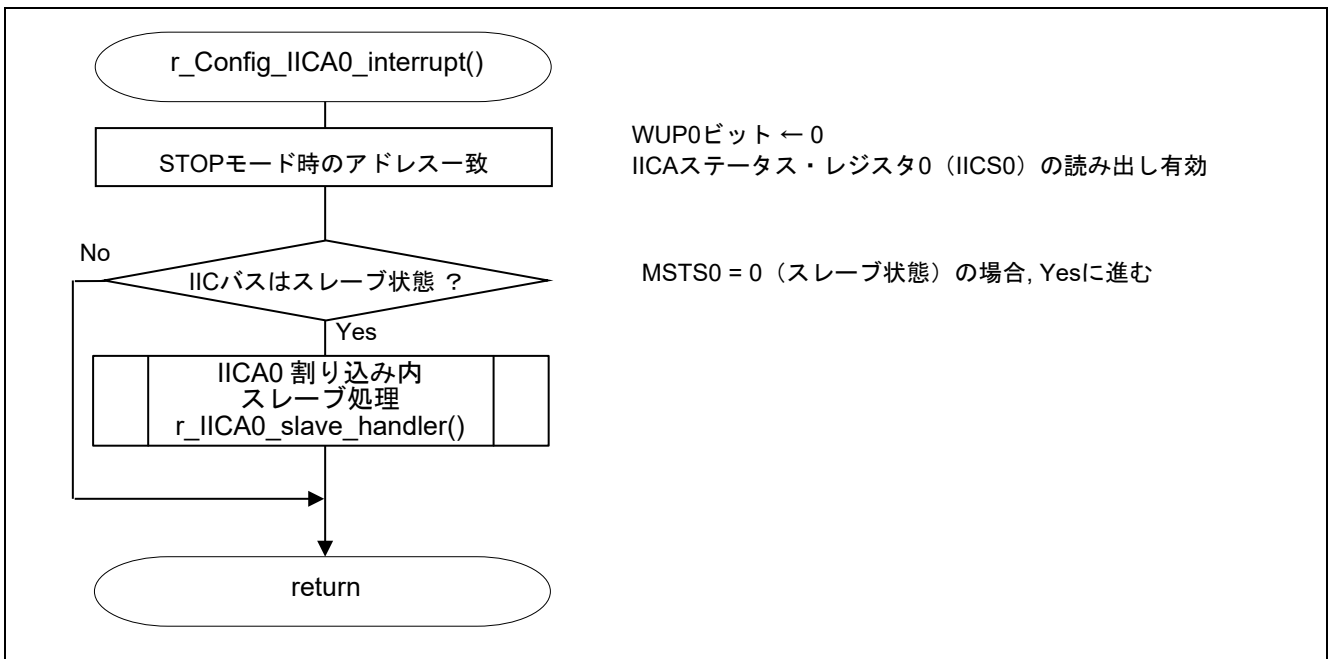 r_Config_IICA0_interrupt()
STOPモード時のアドレス一致
WUP0ビット ← 0
IICAステータス・レジスタ0（IICS0）の読み出し有効
No
IICバスはスレーブ状態 ？
MSTS0 = 0（スレーブ状態）の場合, Yesに進む
Yes
IICA0 割り込み内
スレーブ処理
r_IICA0_slave_handler()
return